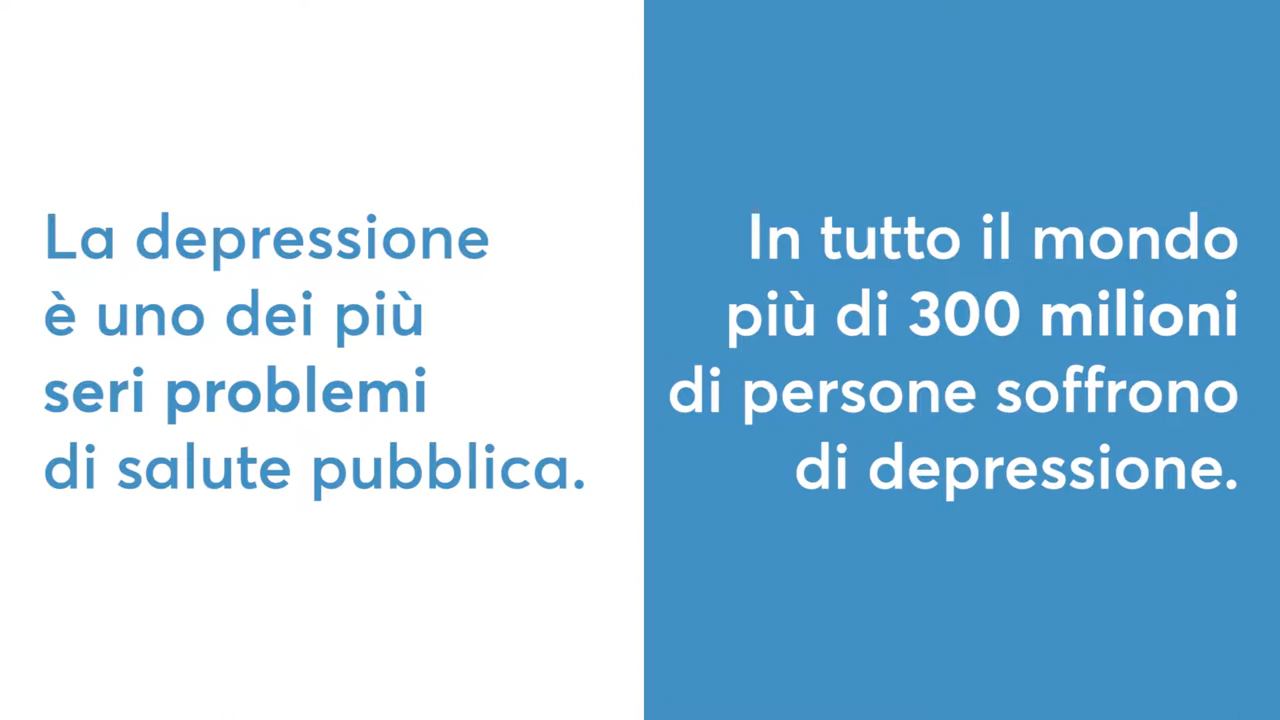 La depressione
è uno dei più
seri problemi
di salute pubblica.
In tutto il mondo
più di 300 milioni
di persone soffrono
di depressione.